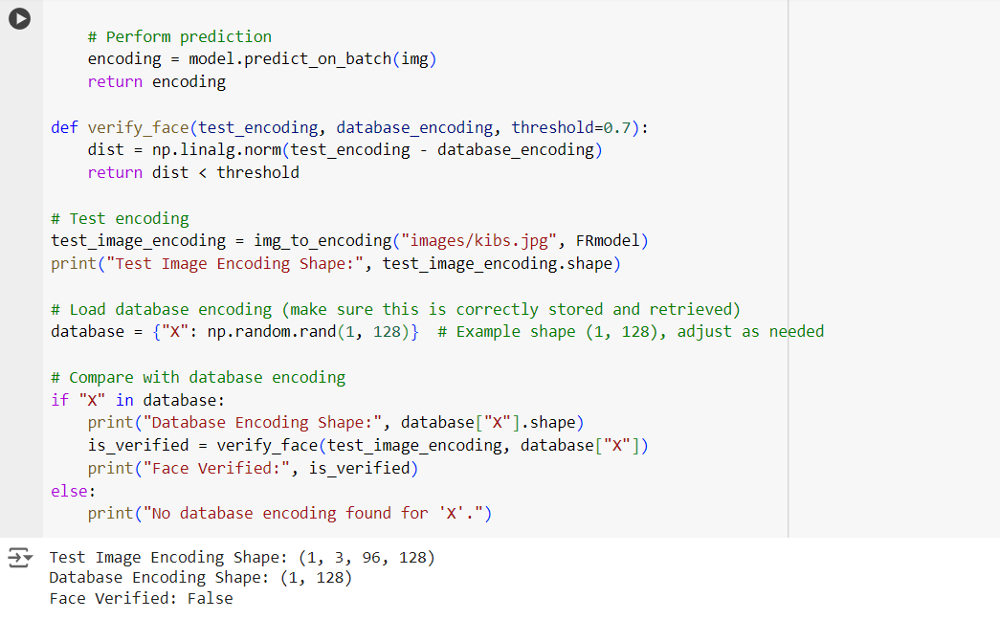 # Perform prediction
    encoding = model.predict_on_batch(img)
    return encoding

def verify_face(test_encoding, database_encoding, threshold=0.7):
    dist = np.linalg.norm(test_encoding - database_encoding)
    return dist < threshold

# Test encoding
test_image_encoding = img_to_encoding("images/kibs.jpg", FRmodel)
print("Test Image Encoding Shape:", test_image_encoding.shape)

# Load database encoding (make sure this is correctly stored and retrieved)
database = {"X": np.random.rand(1, 128)}  # Example shape (1, 128), adjust as needed

# Compare with database encoding
if "X" in database:
    print("Database Encoding Shape:", database["X"].shape)
    is_verified = verify_face(test_image_encoding, database["X"])
    print("Face Verified:", is_verified)
else:
    print("No database encoding found for 'X'.")
Test Image Encoding Shape: (1, 3, 96, 128)
Database Encoding Shape: (1, 128)
Face Verified: False